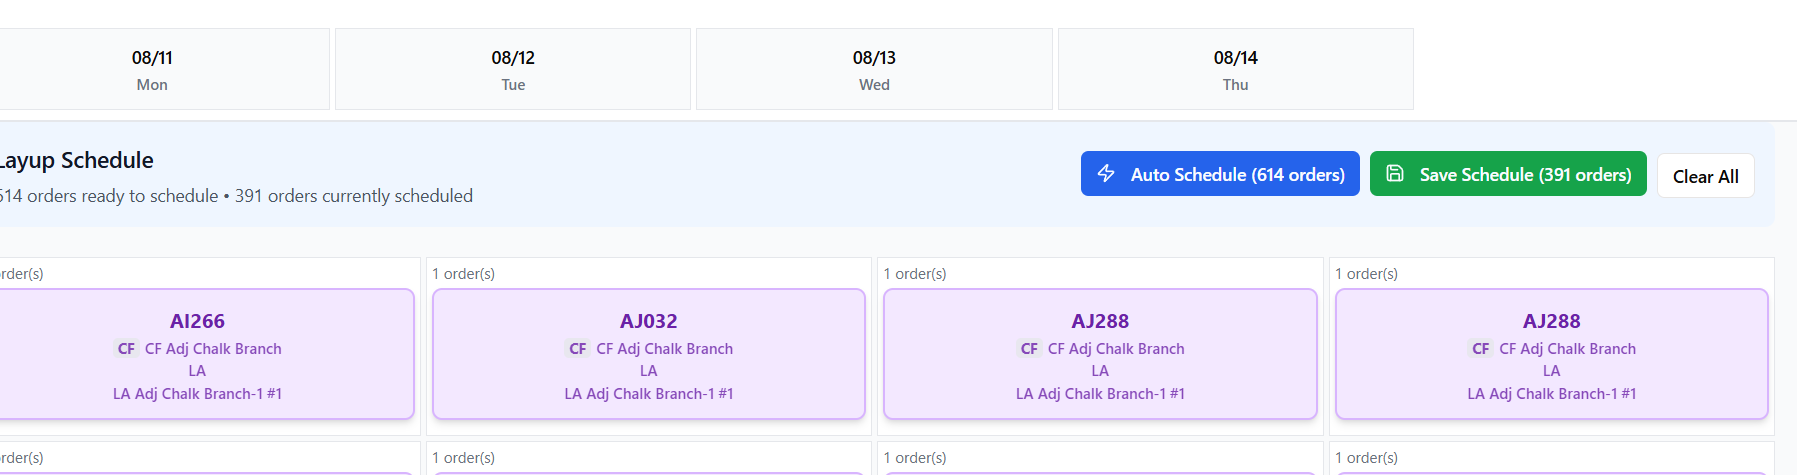 08/11
Mon
08/12
Tue
08/13
Wed
08/14
Thu
Layup Schedule
614 orders ready to schedule • 391 orders currently scheduled
Auto Schedule (614 orders)
Save Schedule (391 orders)
Clear All
order(s)
1 order(s)
1 order(s)
1 order(s)
AI266
CF CF Adj Chalk Branch
LA
LA Adj Chalk Branch-1 #1
AJ032
CF CF Adj Chalk Branch
LA
LA Adj Chalk Branch-1 #1
AJ288
CF CF Adj Chalk Branch
LA
LA Adj Chalk Branch-1 #1
AJ288
CF CF Adj Chalk Branch
LA
LA Adj Chalk Branch-1 #1
order(s)
1 order(s)
1 order(s)
1 order(s)